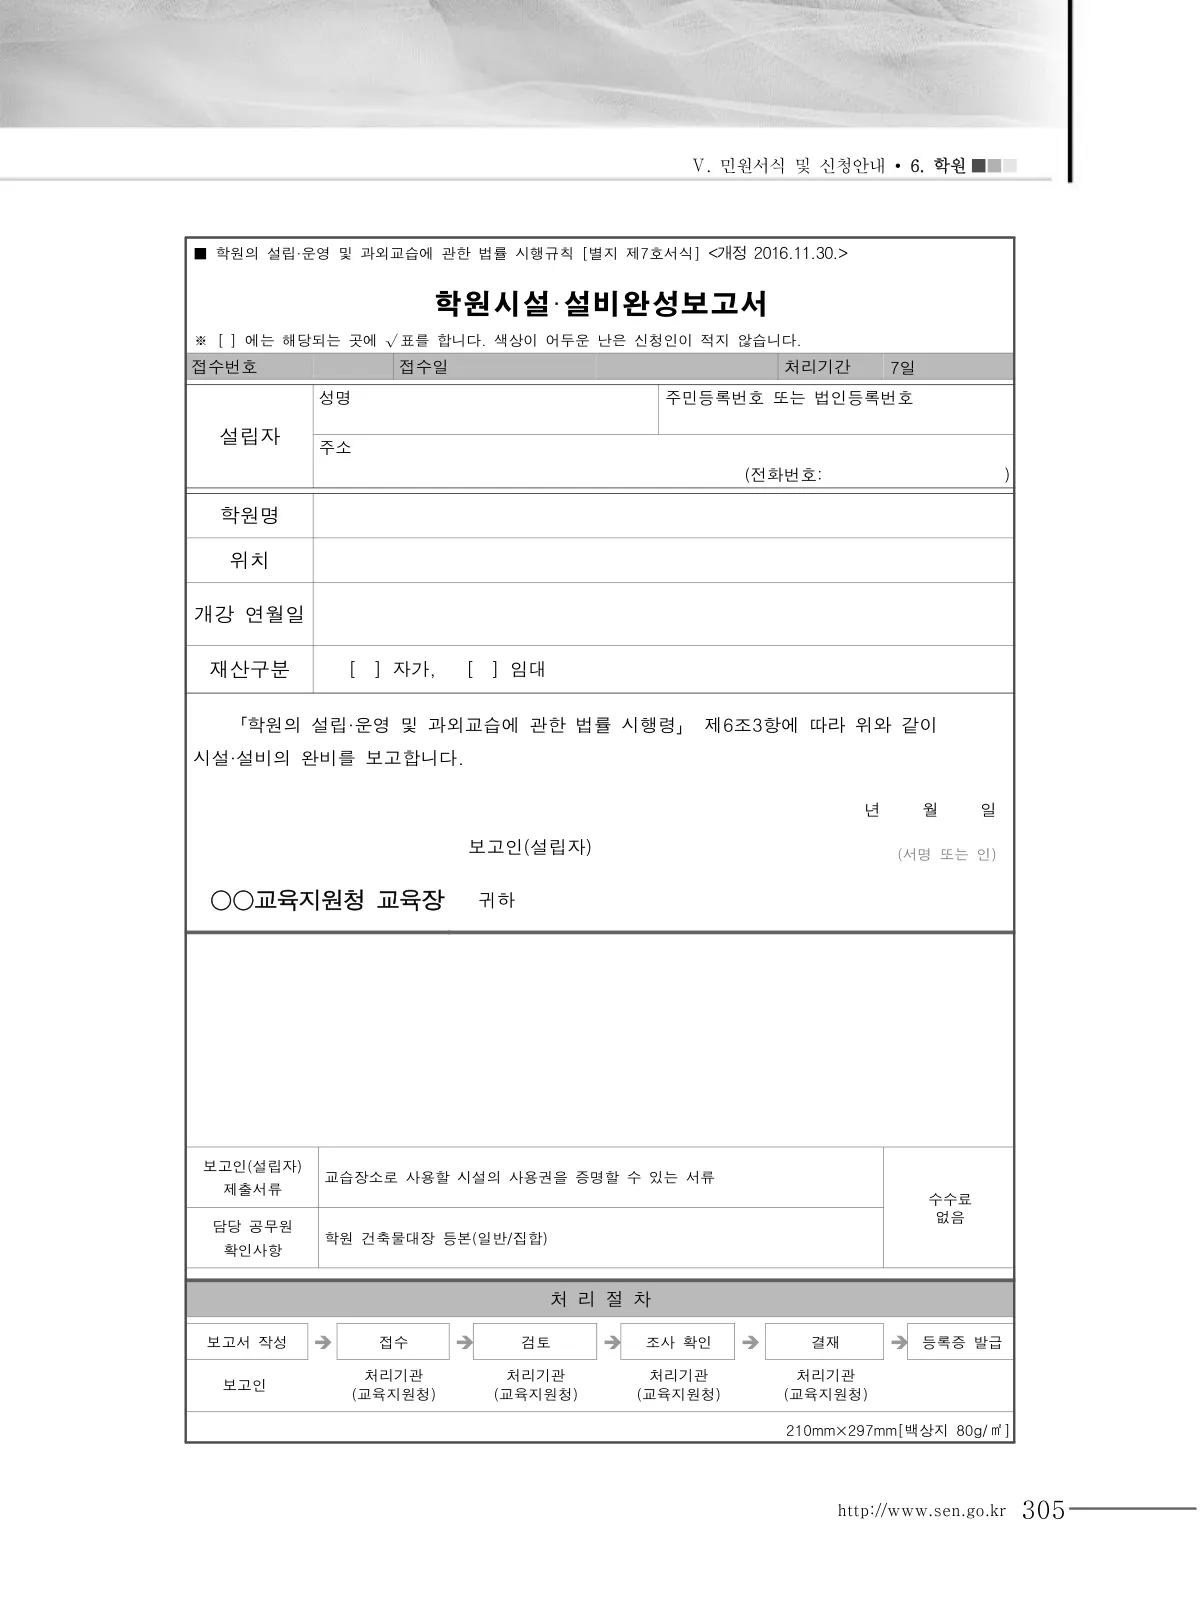 Ⅴ. 민원서식 및 신청안내 • 6. 학원
■ 학원의 설립·운영 및 과외교습에 관한 법률 시행규칙 [별지 제7호서식] <개정 2016.11.30.>
학원시설·설비완성보고서
※ [ ] 에는 해당되는 곳에 √표를 합니다. 색상이 어두운 난은 신청인이 적지 않습니다.
접수번호 접수일 처리기간 7일
설립자
성명 주민등록번호 또는 법인등록번호
주소
(전화번호: )
학원명
위치
개강 연월일
재산구분 [ ] 자가, [ ] 임대
「학원의 설립·운영 및 과외교습에 관한 법률 시행령」 제6조3항에 따라 위와 같이
시설·설비의 완비를 보고합니다.
년 월 일
보고인(설립자) (서명 또는 인)
○○교육지원청 교육장 귀하
보고인(설립자)
제출서류
교습장소로 사용할 시설의 사용권을 증명할 수 있는 서류
수수료
없음
담당 공무원
확인사항
학원 건축물대장 등본(일반/집합)
처 리 절 차
보고서 작성 ➔ 접수 ➔ 검토 ➔ 조사 확인 ➔ 결재 ➔ 등록증 발급
보고인
처리기관 처리기관 처리기관 처리기관
(교육지원청) (교육지원청) (교육지원청) (교육지원청)
210mm×297mm[백상지 80g/㎡]
http://www.sen.go.kr 305